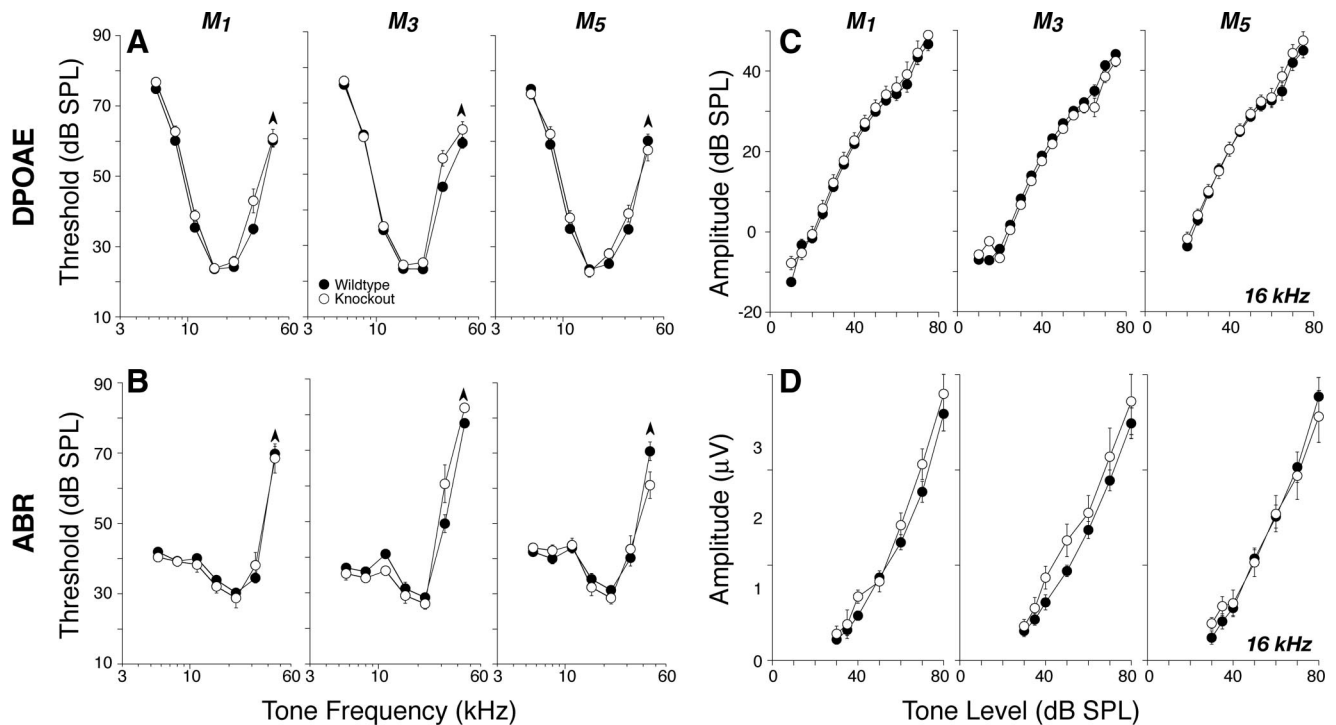 M1 M3 M5 M1 M3 M5
A
C
DPOAE
Threshold (dB SPL)
90
70
50
30
10
Wildtype
Knockout
3 10 60 3 10 60 3 10 60
Amplitude (dB SPL)
40
20
0
-20
16 kHz
0 40 80 0 40 80 0 40 80
B
D
ABR
Threshold (dB SPL)
90
70
50
30
10
3 10 60 3 10 60 3 10 60
Tone Frequency (kHz)
Amplitude (μV)
3
2
1
0
16 kHz
0 40 80 0 40 80 0 40 80
Tone Level (dB SPL)